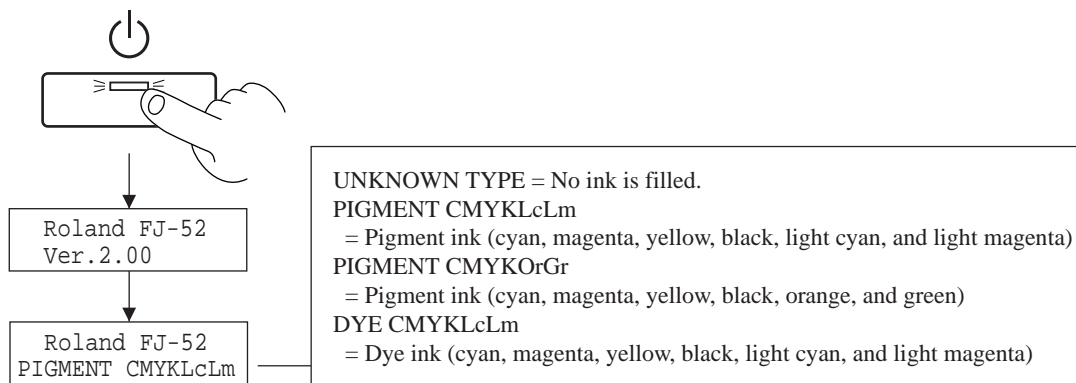 Roland FJ-52
Ver.2.00
Roland FJ-52
PIGMENT CMYKLcLm
UNKNOWN TYPE = No ink is filled.
PIGMENT CMYKLcLm
= Pigment ink (cyan, magenta, yellow, black, light cyan, and light magenta)
PIGMENT CMYKOrGr
= Pigment ink (cyan, magenta, yellow, black, orange, and green)
DYE CMYKLcLm
= Dye ink (cyan, magenta, yellow, black, light cyan, and light magenta)